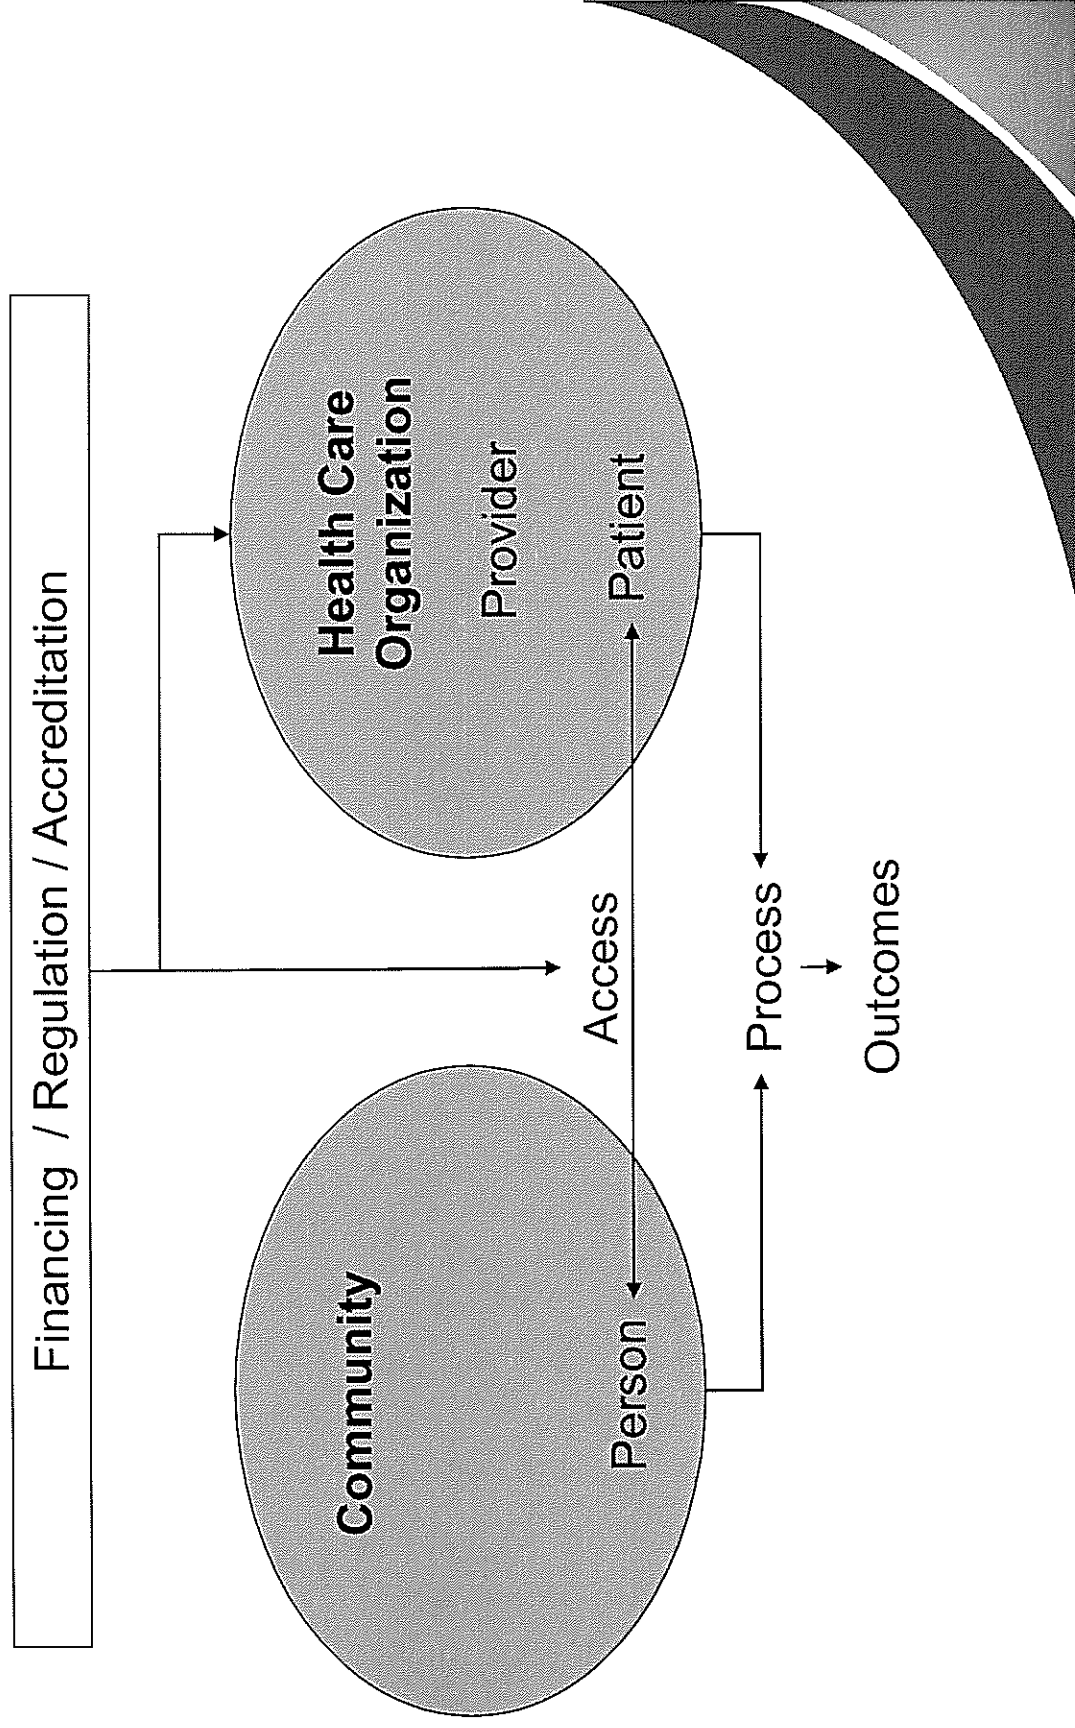 Financing / Regulation / Accreditation
Community
Health Care
Organization
Provider
Access
Person
Patient
Process
Outcomes